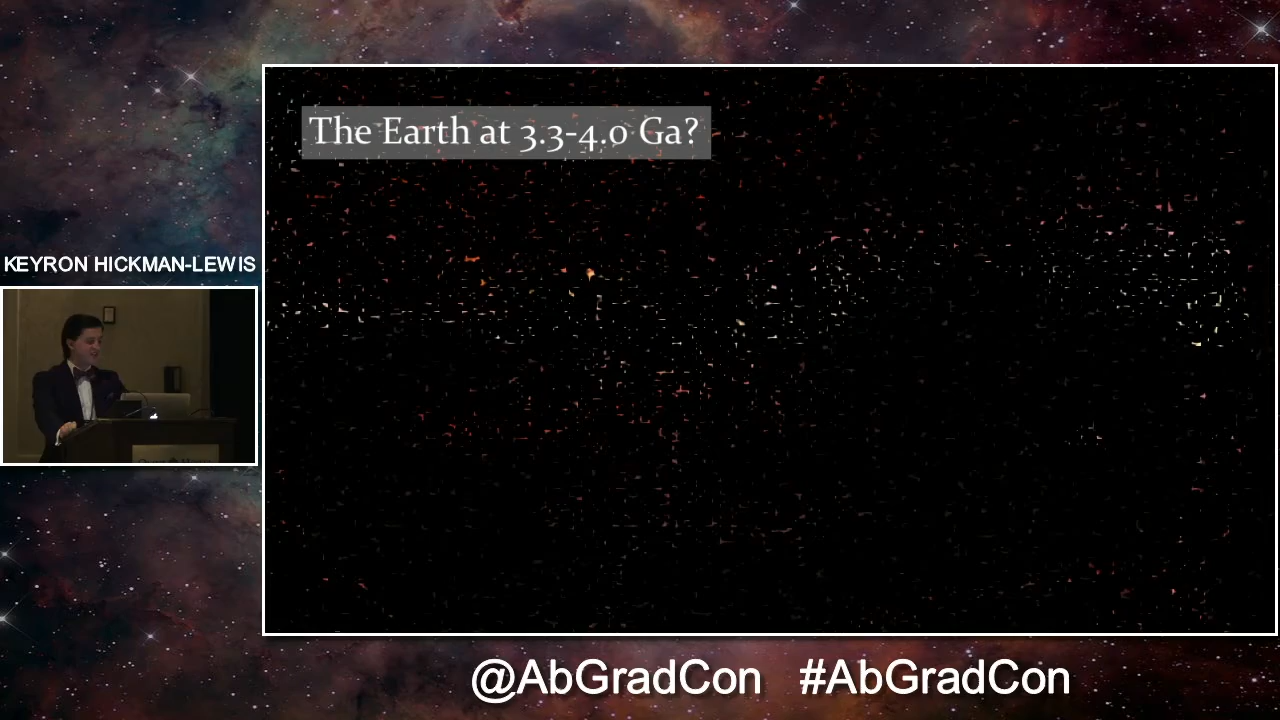 The Earth at 3.3-4.0 Ga?
KEYRON HICKMAN-LEWIS
@AbGradCon #AbGradCon